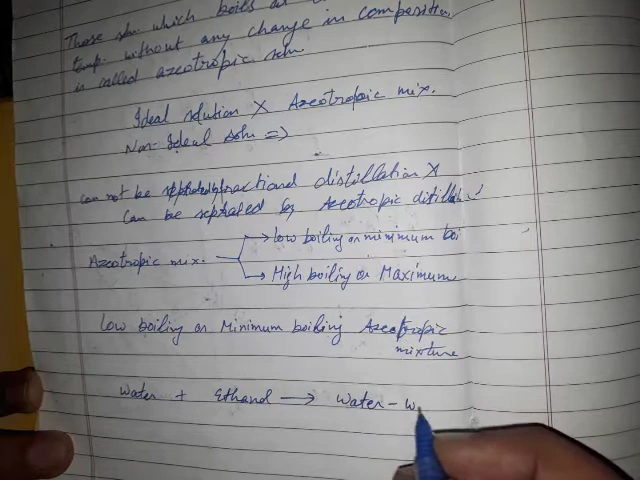 Those soln which boils at
temp. without any change in composition
is called azeotropic soln
Ideal solution X Azeotropic mix.
Non-Ideal soln =>
can not be fractional distillation X
Can be seprated by Azeotropic distillati
Azeotropic mix. → low boiling or minimum boi
→ High boiling or Maximum
Low boiling or Minimum boiling Azeotropic
mixture
Water + Ethanol → Water - W